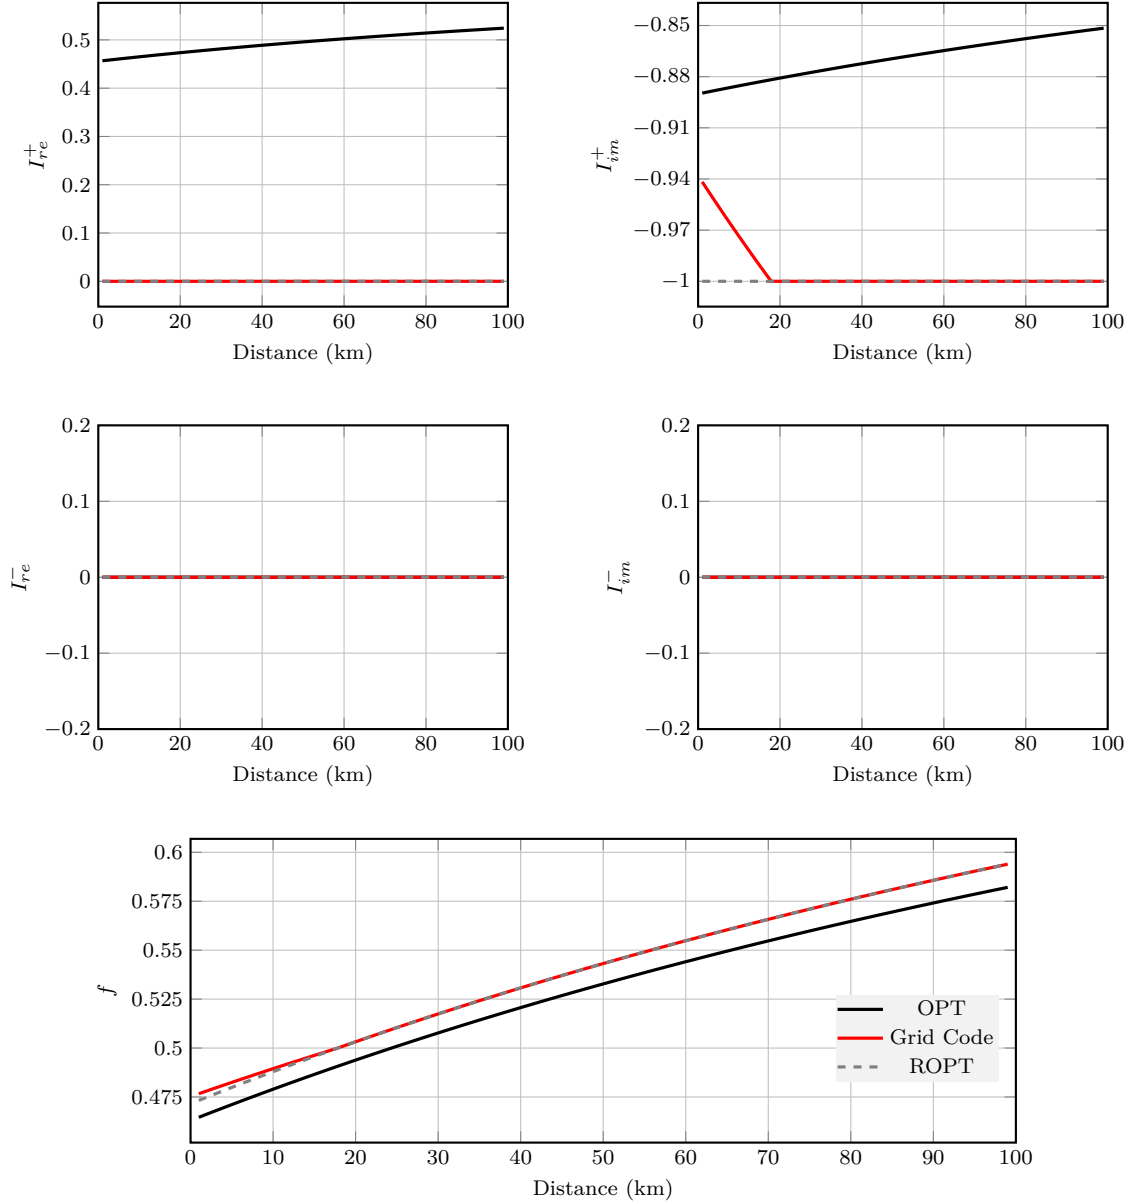 0.5
0.4
0.3
0.2
0.1
0
I_{re}^{+}
0 20 40 60 80 100
Distance (km)
−0.85
−0.88
−0.91
−0.94
−0.97
−1
I_{im}^{+}
0 20 40 60 80 100
Distance (km)
0.2
0.1
0
−0.1
−0.2
I_{re}^{−}
0 20 40 60 80 100
Distance (km)
0.2
0.1
0
−0.1
−0.2
I_{im}^{−}
0 20 40 60 80 100
Distance (km)
0.6
0.575
0.55
0.525
0.5
0.475
f
OPT
Grid Code
ROPT
0 10 20 30 40 50 60 70 80 90 100
Distance (km)